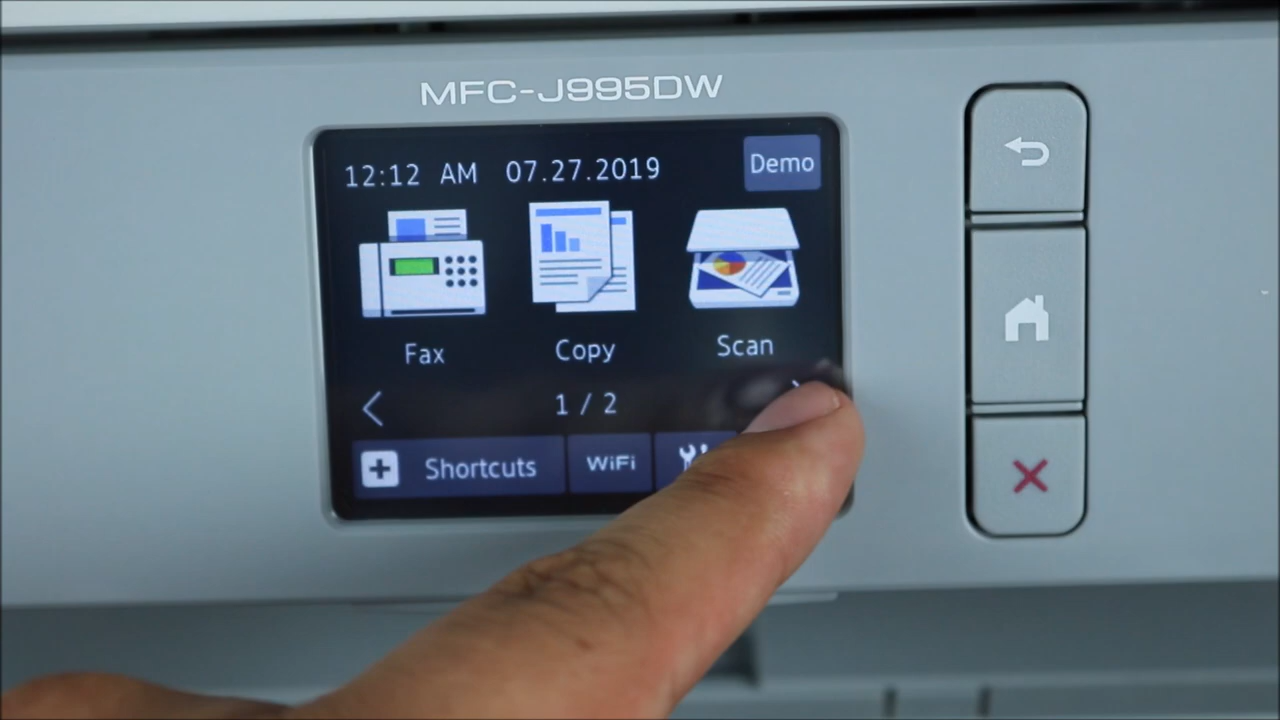 MFC-J995DW
12:12 AM 07.27.2019 Demo
Fax Copy Scan
1 / 2
Shortcuts WiFi